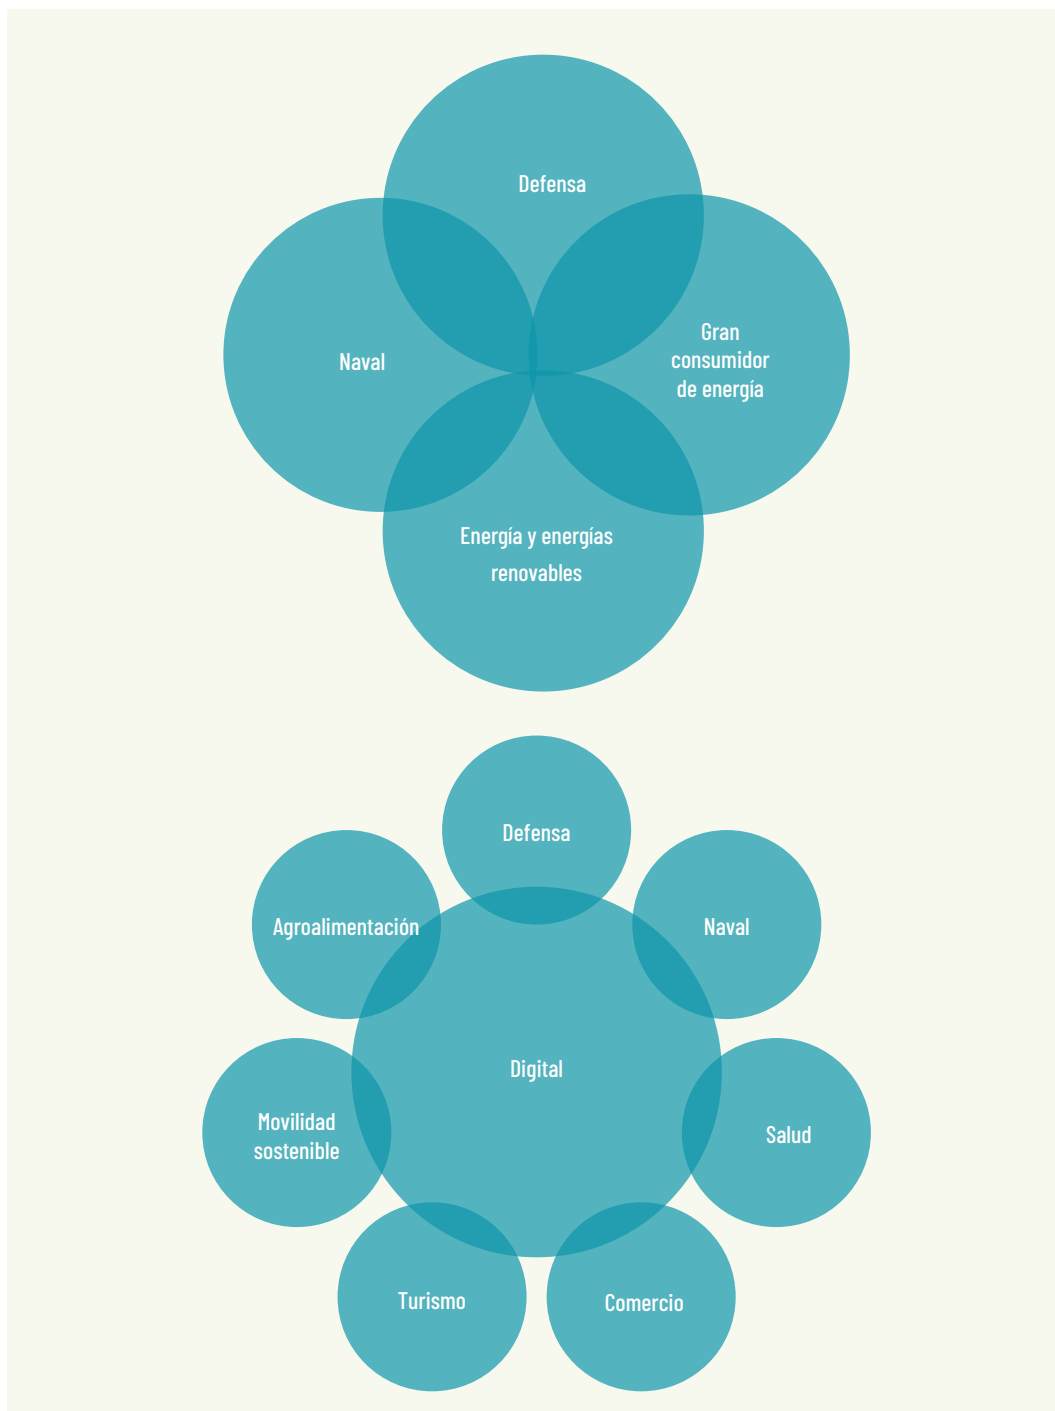 Defensa
Naval
Gran
consumidor
de energía
Energía y energías
renovables
Defensa
Agroalimentación
Naval
Digital
Movilidad
sostenible
Salud
Turismo
Comercio